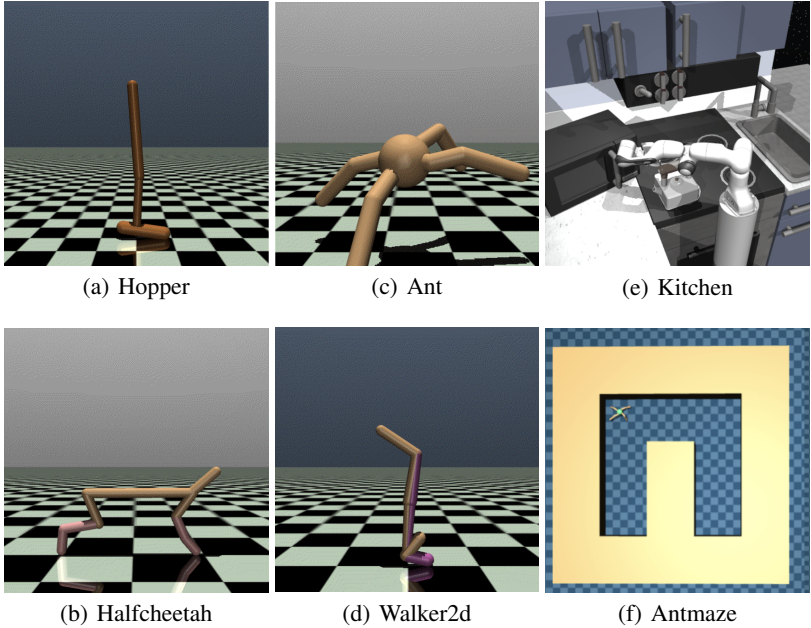 (a) Hopper
(c) Ant
(e) Kitchen
(b) Halfcheetah
(d) Walker2d
(f) Antmaze